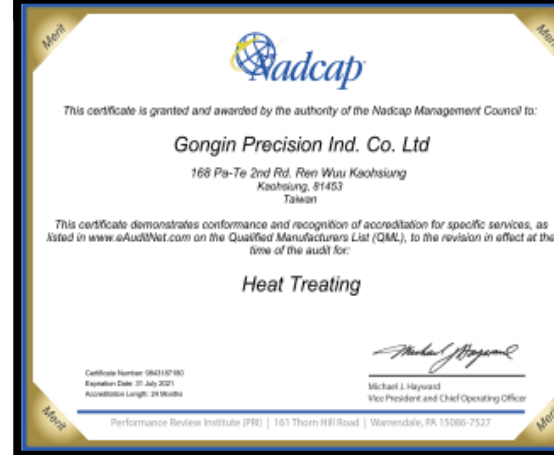 Merit
Merit
Nadcap
This certificate is granted and awarded by the authority of the Nadcap Management Council to:
Gongin Precision Ind. Co. Ltd
168 Pa-Te 2nd Rd. Ren Wuu Kaohsiung
Kaohsiung, 81453
Taiwan
This certificate demonstrates conformance and recognition of accreditation for specific services, as
listed in www.eAuditNet.com on the Qualified Manufacturers List (QML), to the revision in effect at the
time of the audit for:
Heat Treating
Michael J Hayward
Certificate Number: 9843187180
Expiration Date: 31 July 2021
Accreditation Length: 24 Months
Michael J. Hayward
Vice President and Chief Operating Officer
Merit
Merit
Performance Review Institute (PRI) | 161 Thorn Hill Road | Warrendale, PA 15086-7527